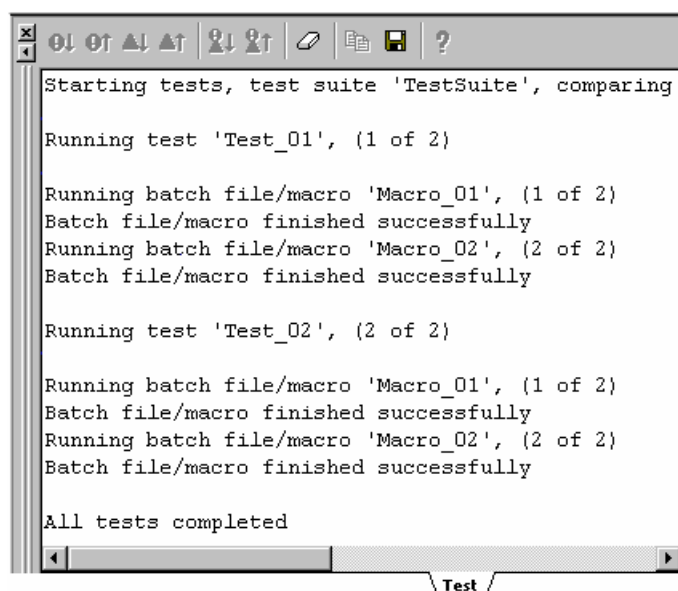 Starting tests, test suite 'TestSuite', comparing
Running test 'Test_01', (1 of 2)
Running batch file/macro 'Macro_01', (1 of 2)
Batch file/macro finished successfully
Running batch file/macro 'Macro_02', (2 of 2)
Batch file/macro finished successfully
Running test 'Test_02', (2 of 2)
Running batch file/macro 'Macro_01', (1 of 2)
Batch file/macro finished successfully
Running batch file/macro 'Macro_02', (2 of 2)
Batch file/macro finished successfully
All tests completed
Test